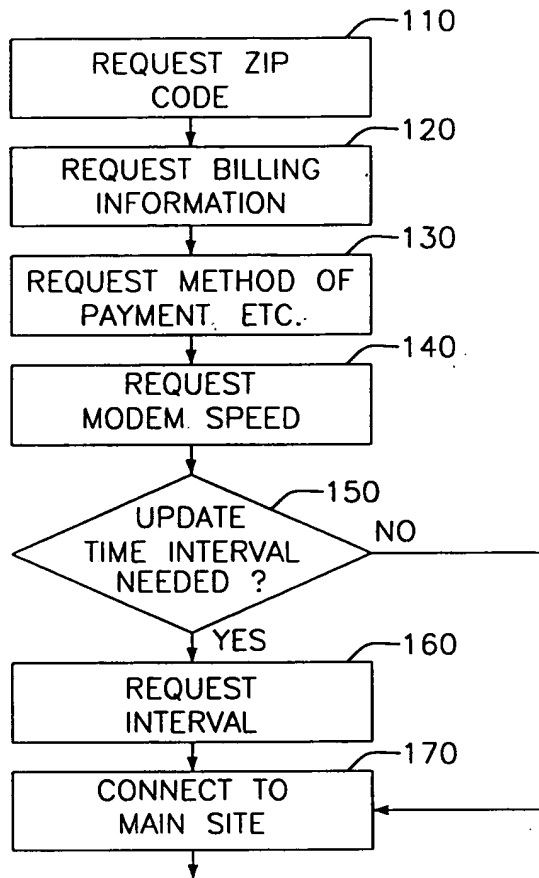 110
REQUEST ZIP
CODE
120
REQUEST BILLING
INFORMATION
130
REQUEST METHOD OF
PAYMENT ETC.
140
REQUEST
MODEM SPEED
150
UPDATE
TIME INTERVAL
NEEDED ?
NO
YES
160
REQUEST
INTERVAL
170
CONNECT TO
MAIN SITE